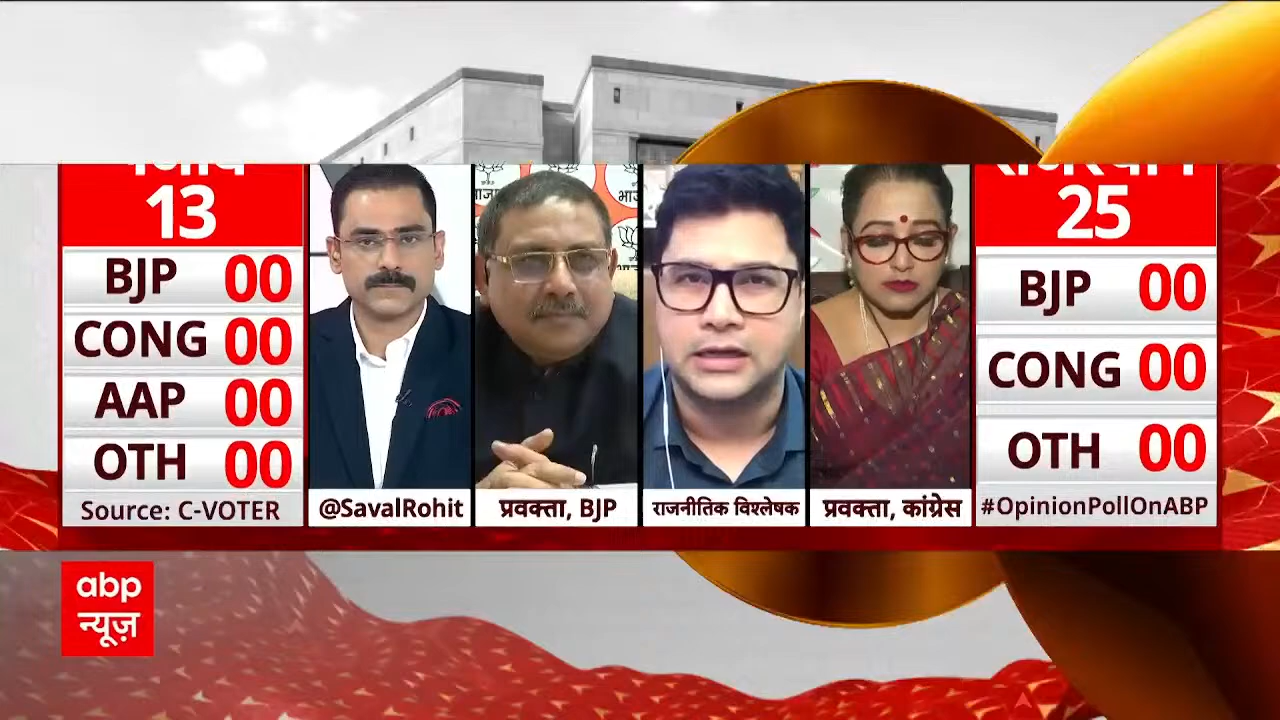 13
BJP 00
CONG 00
AAP 00
OTH 00
Source: C-VOTER
@SavalRohit
प्रवक्ता, BJP
राजनीतिक विश्लेषक
प्रवक्ता, कांग्रेस
25
BJP 00
CONG 00
OTH 00
#OpinionPollOnABP
abp
न्यूज़